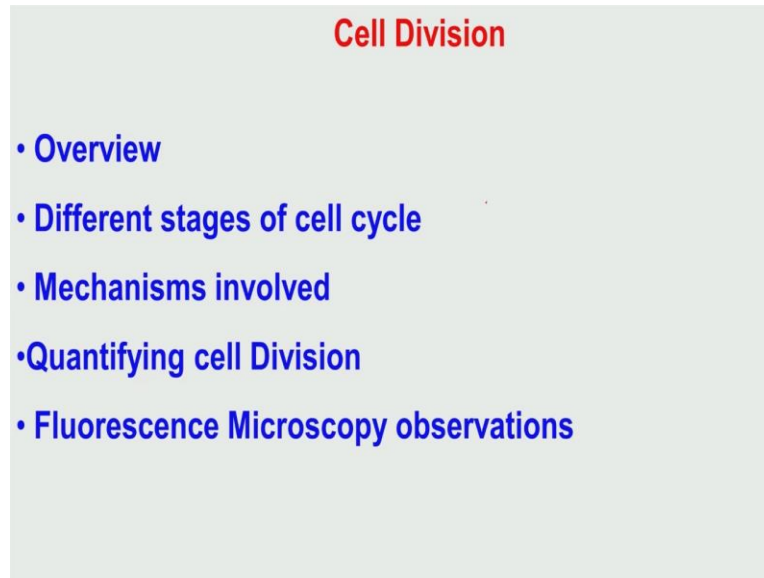 Cell Division
• Overview
• Different stages of cell cycle
• Mechanisms involved
•Quantifying cell Division
• Fluorescence Microscopy observations